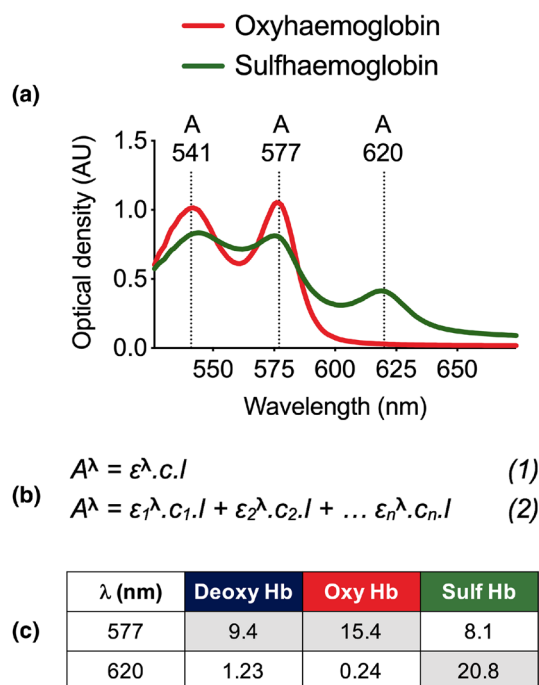 Oxyhaemoglobin
Sulfhaemoglobin
(a)
A A A
541 577 620
Optical density (AU)
1.5
1.0
0.5
0.0
550 575 600 625 650
Wavelength (nm)
(b)
Aλ = ελ.c.l (1)
Aλ = ε1λ.c1.l + ε2λ.c2.l + … εnλ.cn.l (2)
(c)
λ (nm) Deoxy Hb Oxy Hb Sulf Hb
577 9.4 15.4 8.1
620 1.23 0.24 20.8